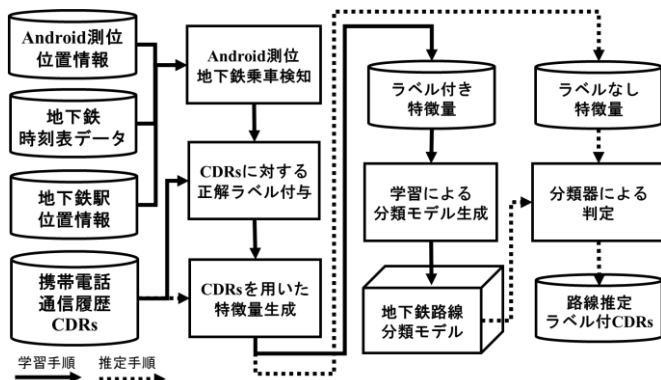 Android測位
位置情報
地下鉄
時刻表データ
地下鉄駅
位置情報
携帯電話
通信履歴
CDRs
Android測位
地下鉄乗車検知
CDRsに対する
正解ラベル付与
CDRsを用いた
特徴量生成
ラベル付き
特徴量
学習による
分類モデル生成
地下鉄路線
分類モデル
ラベルなし
特徴量
分類器による
判定
路線推定
ラベル付CDRs
学習手順
推定手順